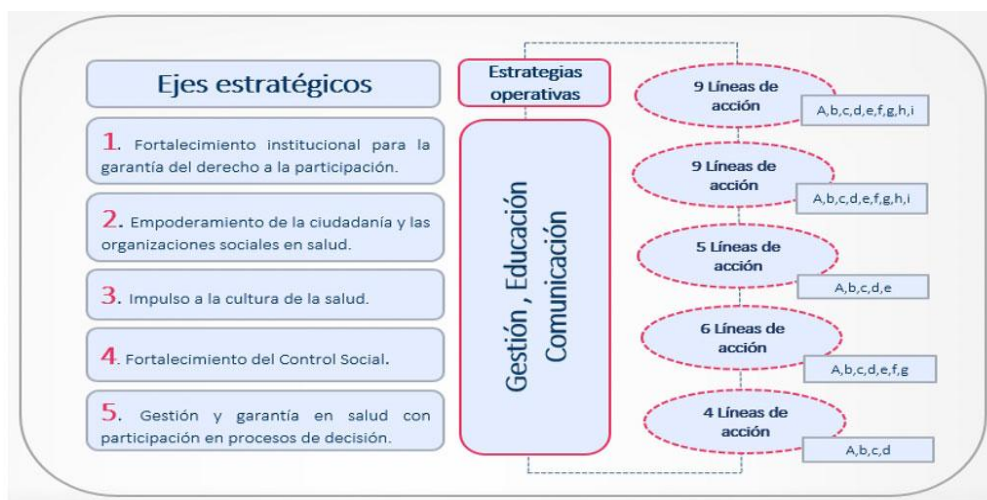 Ejes estratégicos
1. Fortalecimiento institucional para la
garantía del derecho a la participación.
2. Empoderamiento de la ciudadanía y las
organizaciones sociales en salud.
3. Impulso a la cultura de la salud.
4. Fortalecimiento del Control Social.
5. Gestión y garantía en salud con
participación en procesos de decisión.
Estrategias
operativas
Gestión , Educación
Comunicación
9 Líneas de
acción
A,b,c,d,e,f,g,h,i
9 Líneas de
acción
A,b,c,d,e,f,g,h,i
5 Líneas de
acción
A,b,c,d,e
6 Líneas de
acción
A,b,c,d,e,f,g
4 Líneas de
acción
A,b,c,d